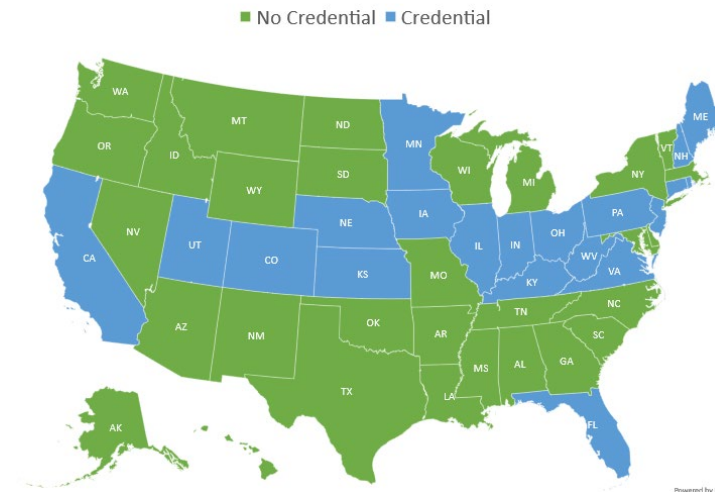 No Credential Credential
WA
MT
ND
MN
ME
OR
ID
VT
NH
SD
WI
NY
WY
MI
IA
PA
NE
NV
IL
IN
OH
UT
CO
WV
CA
KS
MO
KY
VA
TN
NC
OK
AZ
NM
AR
SC
MS
AL
GA
TX
LA
FL
AK
Powered by